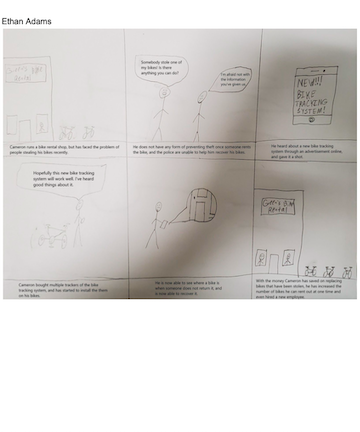 Ethan Adams
Somebody stole one of
my bikes! Is there
anything you can do?
I'm afraid not with
the information
you've given us.
NEW!!!
BIKE
TRACKING
SYSTEM!
Cameron runs a bike rental shop, but has faced the problem of
people stealing his bikes recently.
He does not have any form of preventing theft once someone rents
the bike, and the police are unable to help him recover his bikes.
He heard about a new bike tracking
system through an advertisement online,
and gave it a shot.
Hopefully this new bike tracking
system will work well. I've heard
good things about it.
Rental
Cameron bought multiple trackers of the bike
tracking system, and has started to install the them
on his bikes.
He is now able to see where a bike is
when someone does not return it, and
is now able to recover it.
With the money Cameron has saved on replacing
bikes that have been stolen, he has increased the
number of bikes he can rent out at one time and
even hired a new employee.